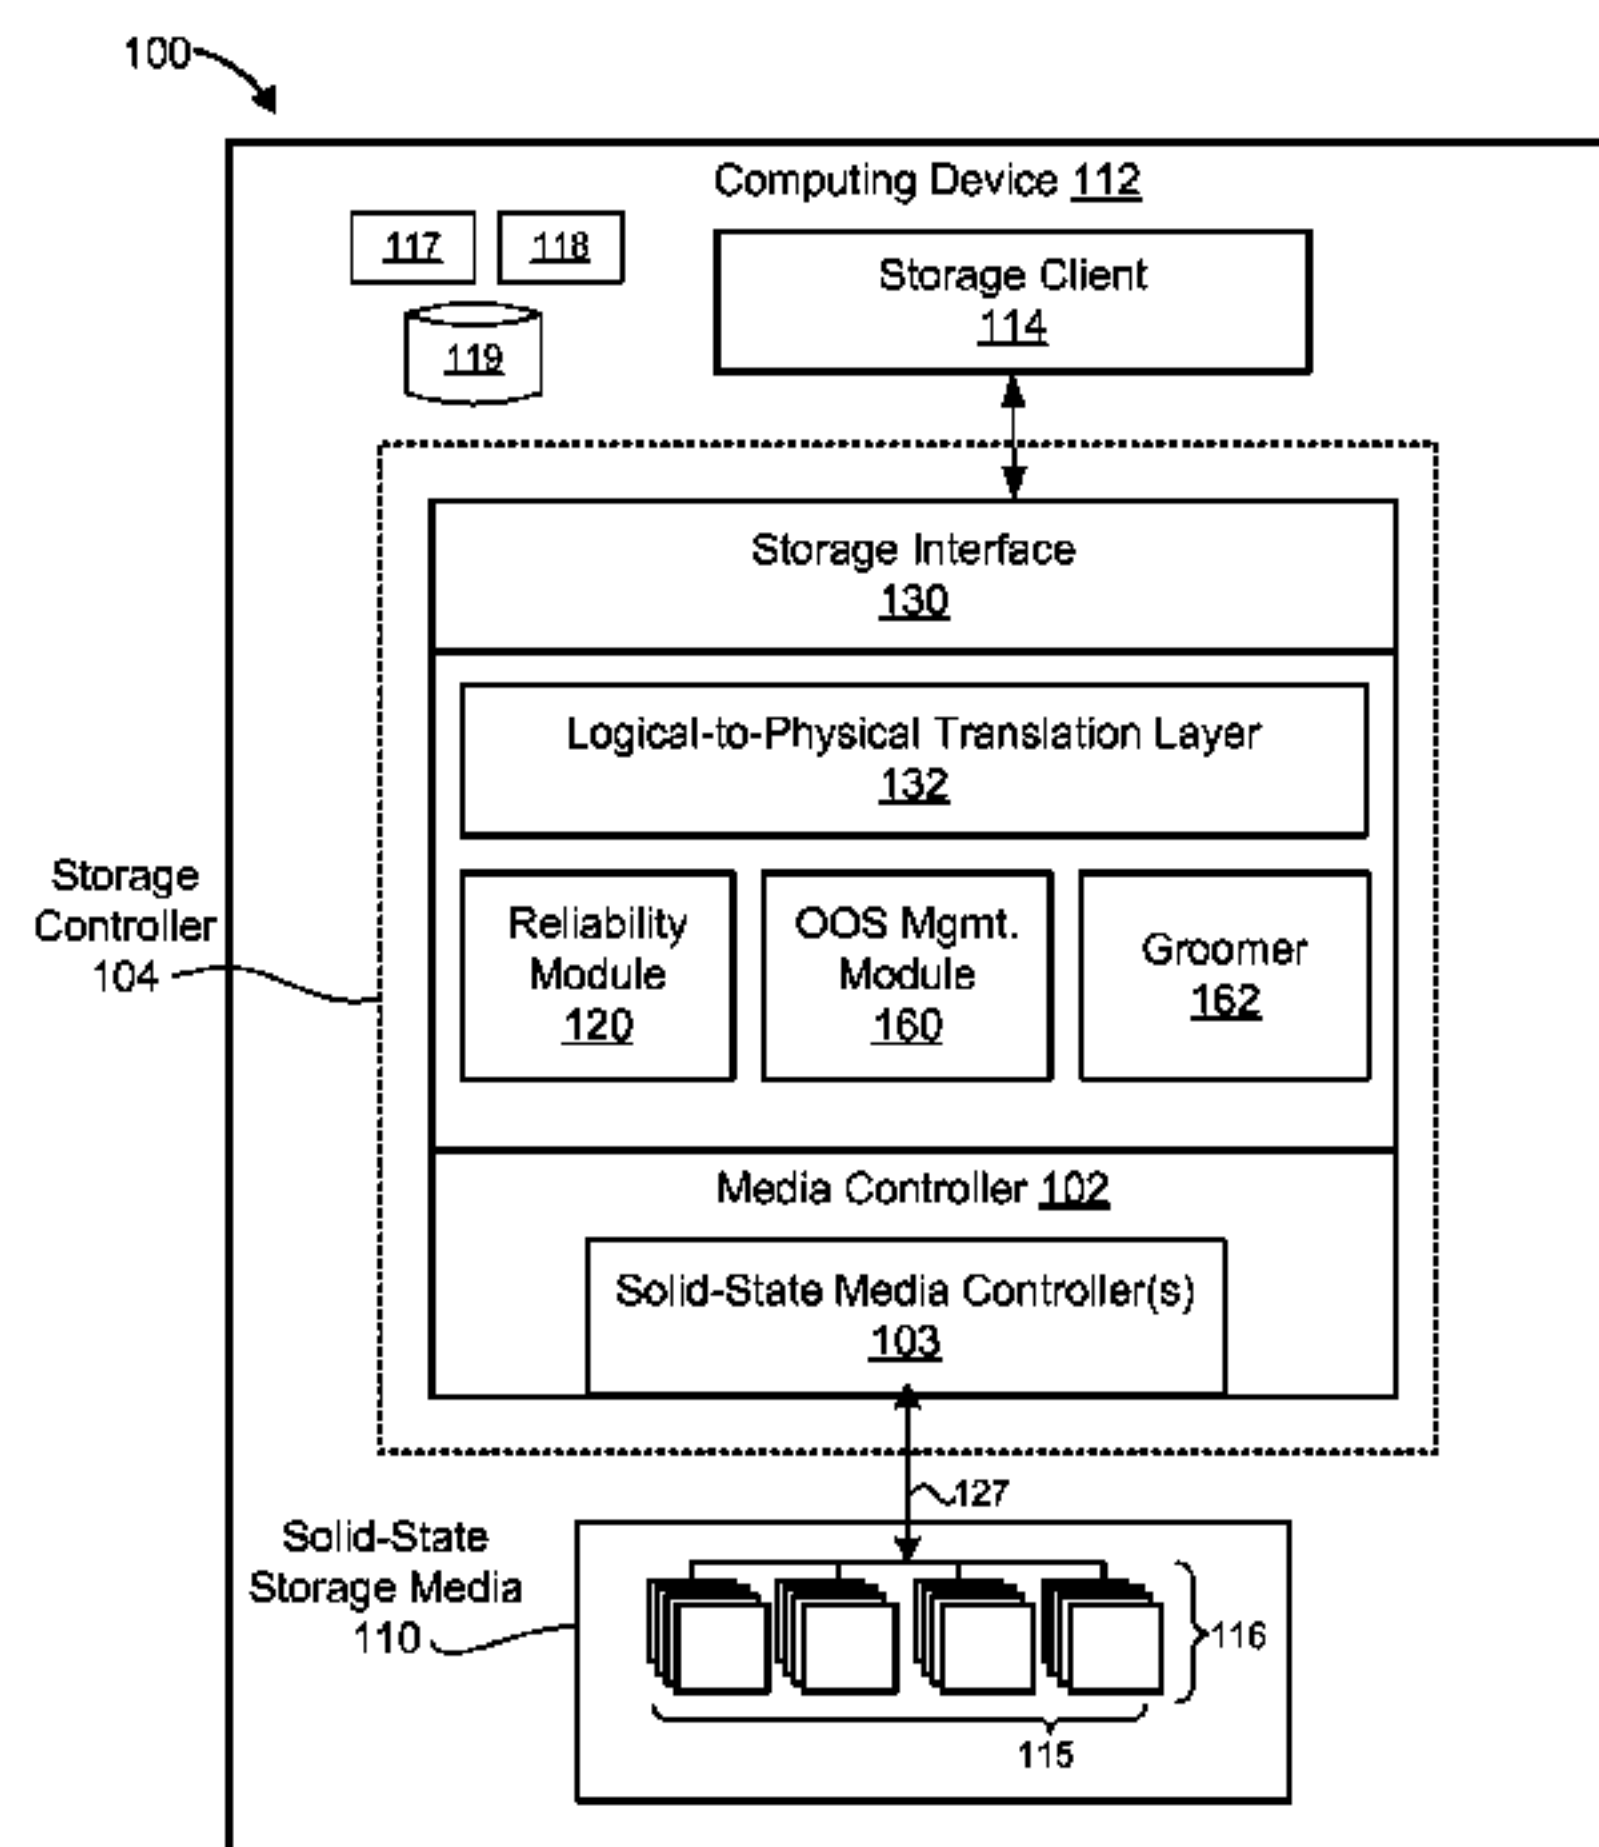 100
Computing Device 112
117
118
119
Storage Client
114
Storage Interface
130
Logical-to-Physical Translation Layer
132
Storage
Controller
104
Reliability
Module
120
OOS Mgmt.
Module
160
Groomer
162
Media Controller 102
Solid-State Media Controller(s)
103
127
Solid-State
Storage Media
110
116
115